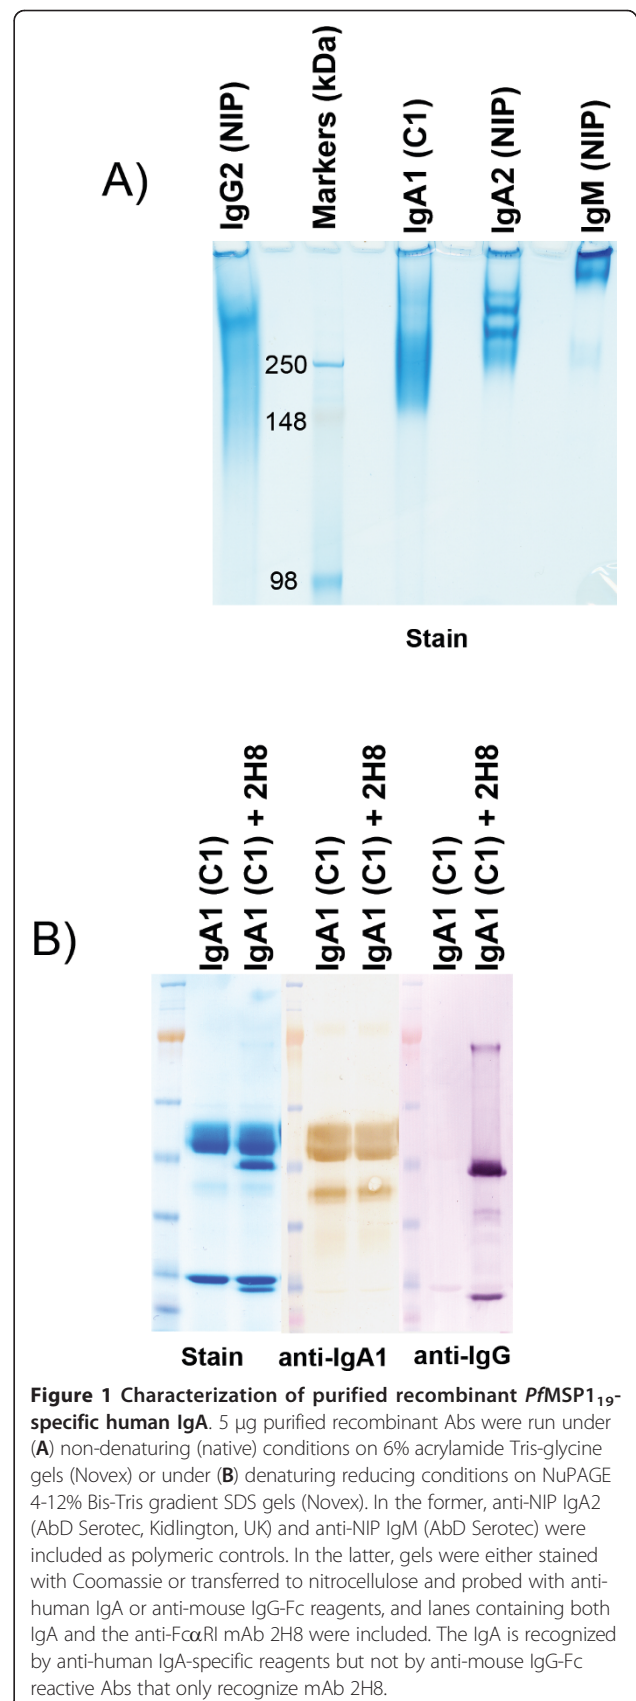 A)
IgG2 (NIP)
Markers (kDa)
IgA1 (C1)
IgA2 (NIP)
IgM (NIP)
250
148
98
Stain
B)
IgA1 (C1)
IgA1 (C1) + 2H8
IgA1 (C1)
IgA1 (C1) + 2H8
IgA1 (C1)
IgA1 (C1) + 2H8
Stain
anti-IgA1
anti-IgG
Figure 1 Characterization of purified recombinant PfMSP1₁₉-
specific human IgA. 5 μg purified recombinant Abs were run under
(A) non-denaturing (native) conditions on 6% acrylamide Tris-glycine
gels (Novex) or under (B) denaturing reducing conditions on NuPAGE
4-12% Bis-Tris gradient SDS gels (Novex). In the former, anti-NIP IgA2
(AbD Serotec, Kidlington, UK) and anti-NIP IgM (AbD Serotec) were
included as polymeric controls. In the latter, gels were either stained
with Coomassie or transferred to nitrocellulose and probed with anti-
human IgA or anti-mouse IgG-Fc reagents, and lanes containing both
IgA and the anti-FcαRI mAb 2H8 were included. The IgA is recognized
by anti-human IgA-specific reagents but not by anti-mouse IgG-Fc
reactive Abs that only recognize mAb 2H8.